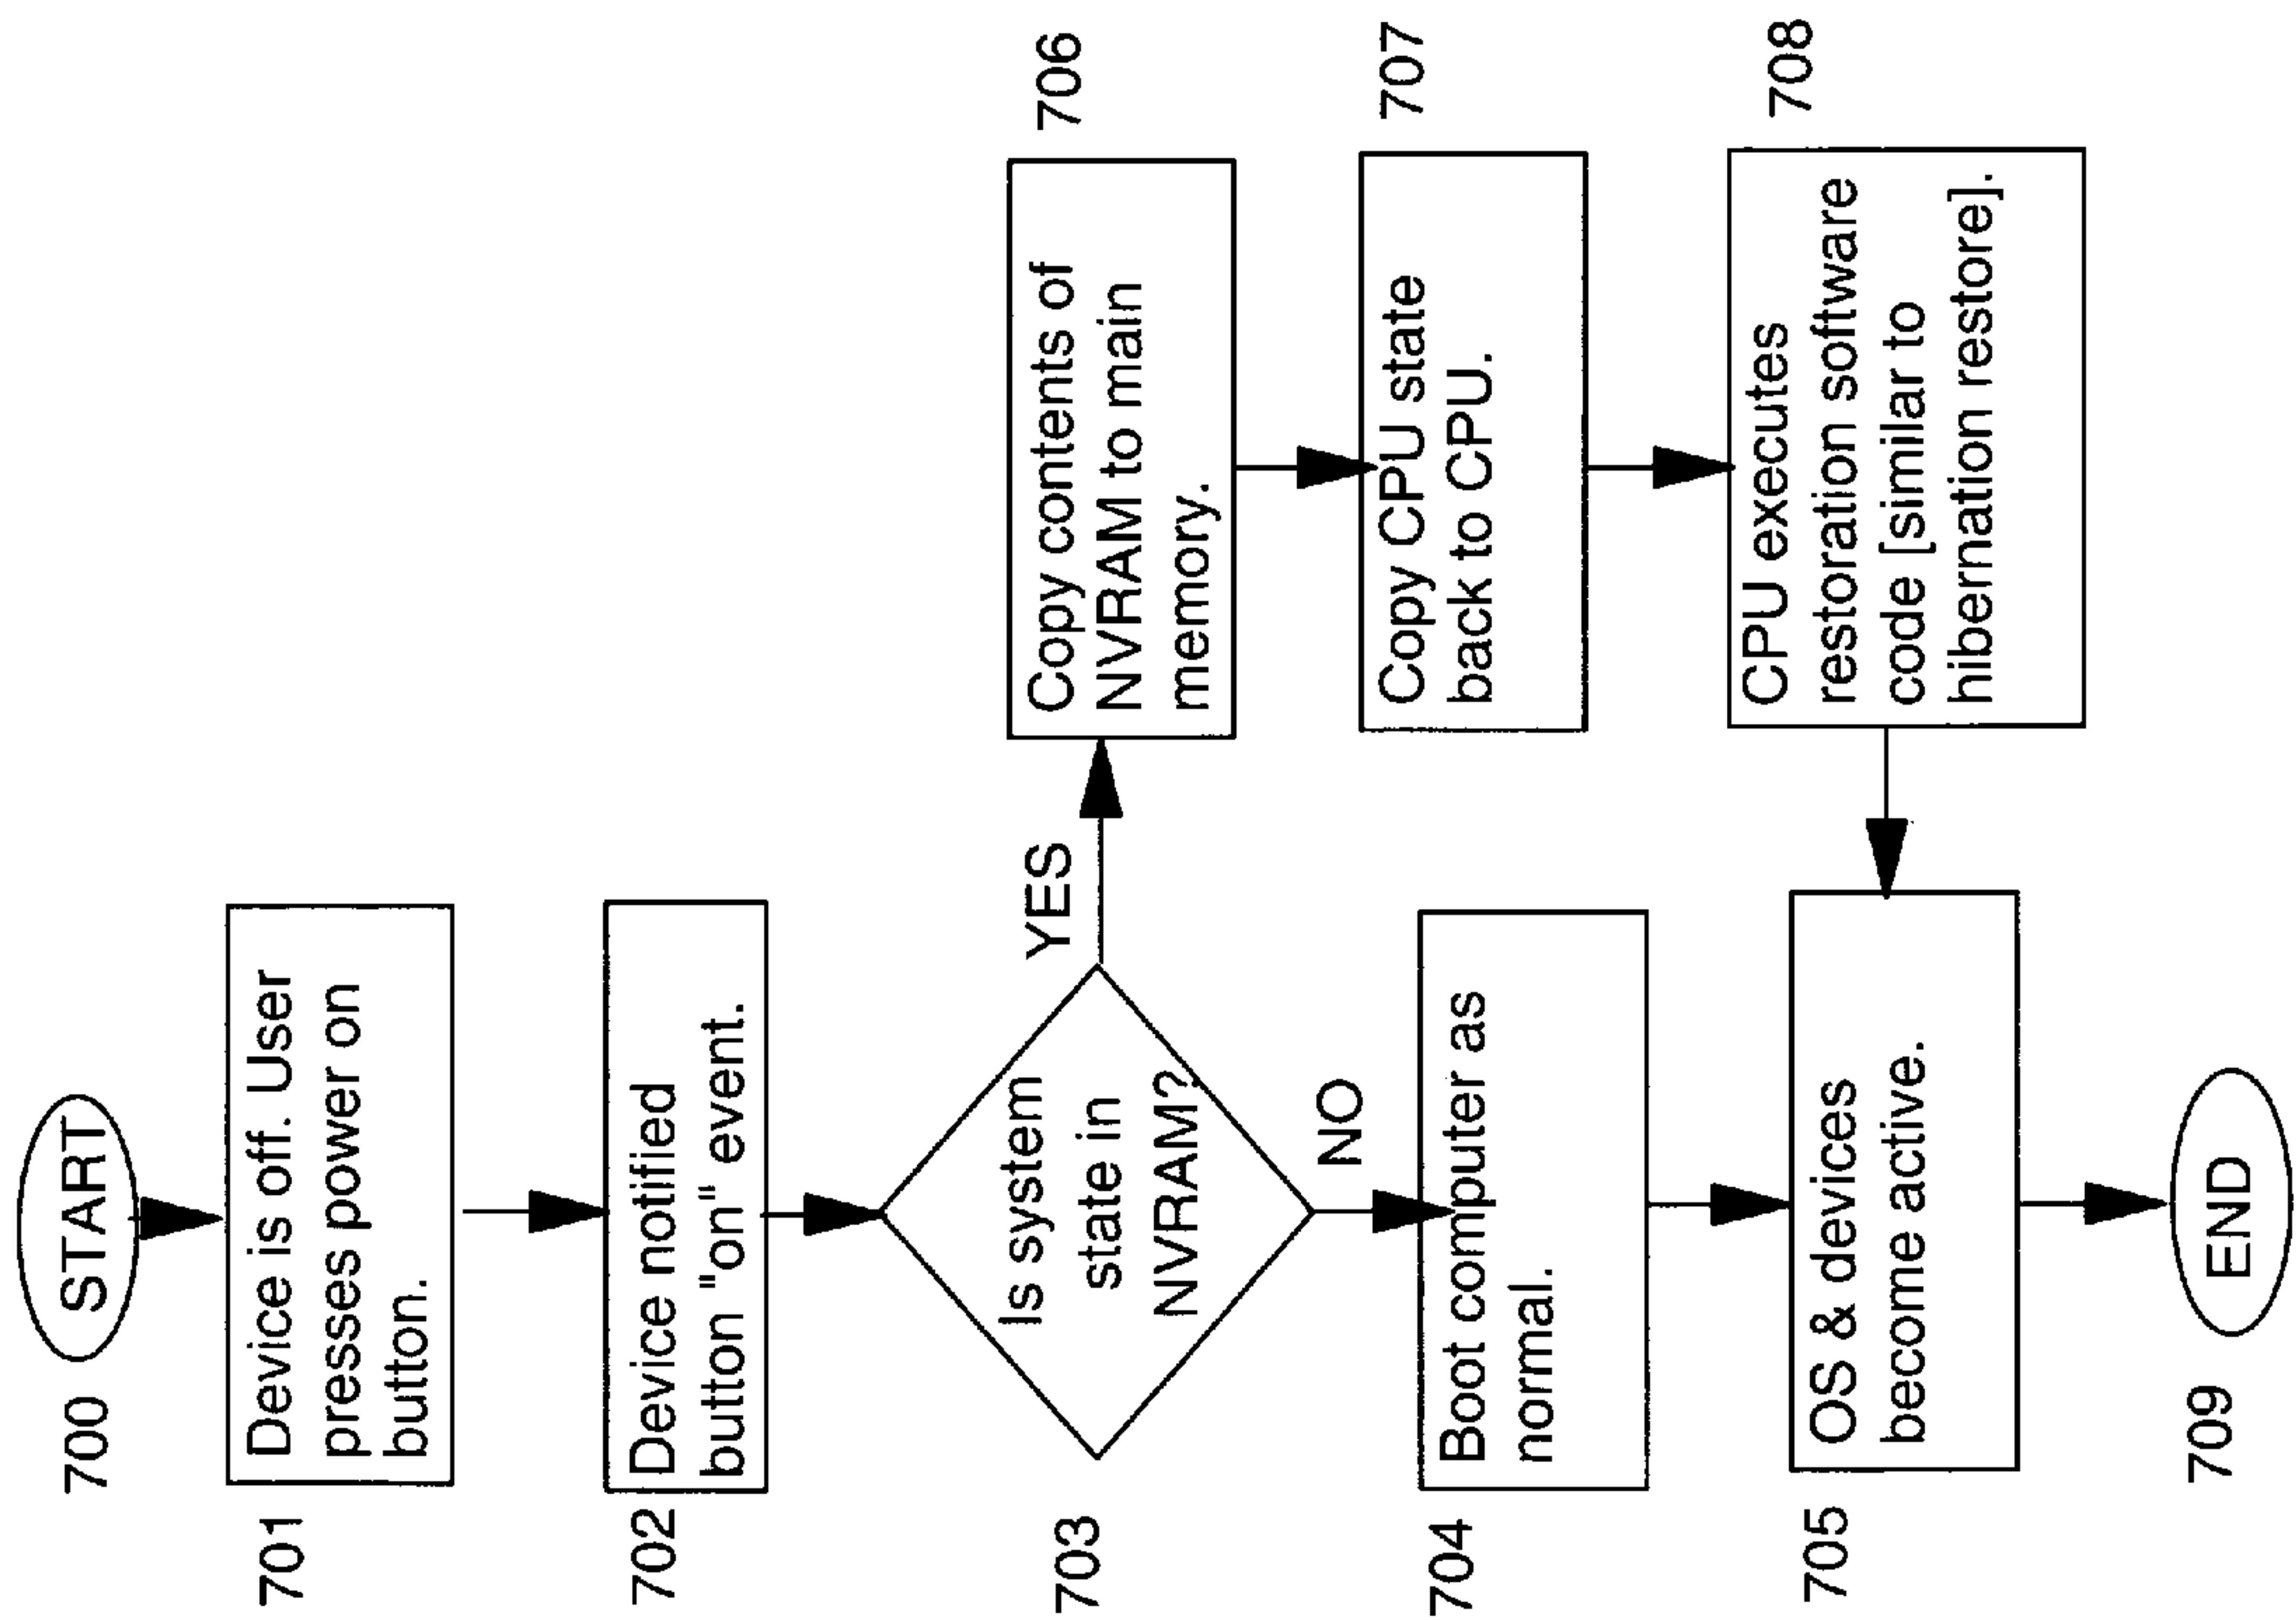 700
START
701
Device is off. User
presses power on
button.
702
Device notified
button "on" event.
703
Is system
state in
NVRAM?
YES
NO
704
Boot computer as
normal.
705
OS & devices
become active.
706
Copy contents of
NVRAM to main
memory.
707
Copy CPU state
back to CPU.
708
CPU executes
restoration software
code [similar to
hibernation restore].
709
END